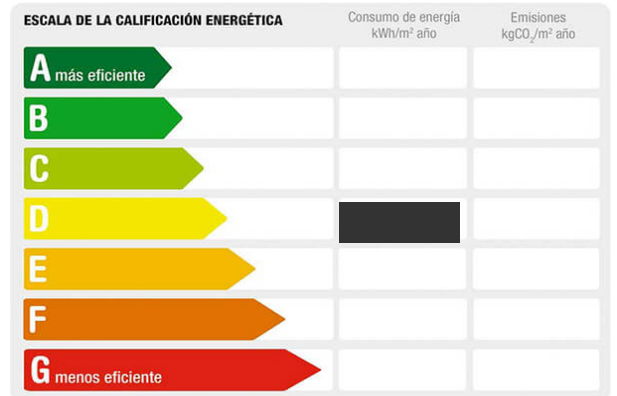 ESCALA DE LA CALIFICACIÓN ENERGÉTICA
Consumo de energía
kWh/m² año
Emisiones
kgCO₂/m² año
A más eficiente
B
C
D
E
F
G menos eficiente